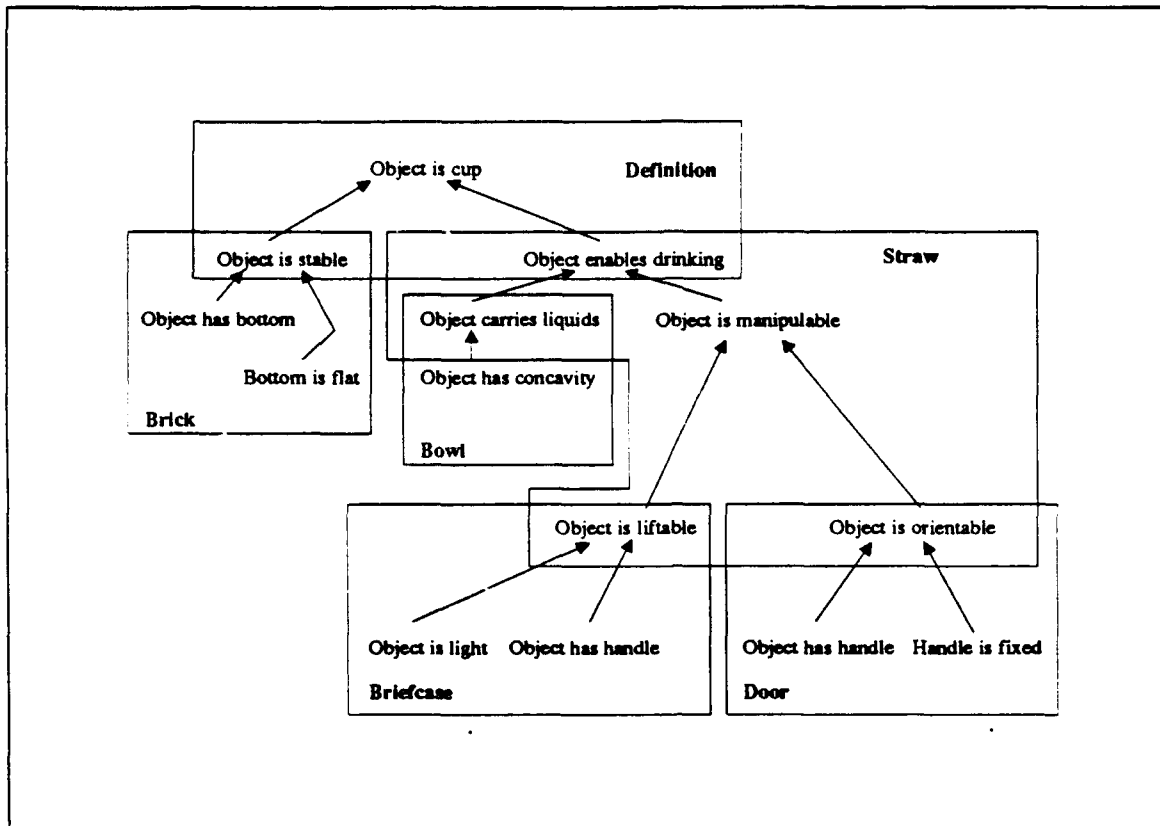 Object is cup
Definition
Object is stable
Object enables drinking
Straw
Object has bottom
Object carries liquids
Object is manipulable
Bottom is flat
Object has concavity
Brick
Bowl
Object is liftable
Object is orientable
Object is light
Object has handle
Object has handle
Handle is fixed
Briefcase
Door